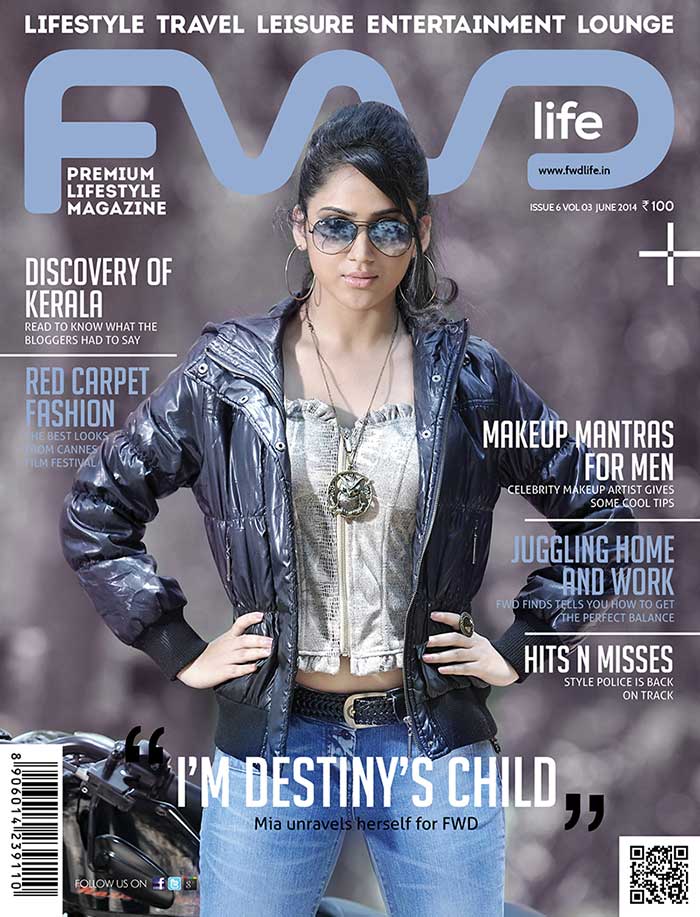 LIFESTYLE TRAVEL LEISURE ENTERTAINMENT LOUNGE
FWD
life
www.fwdlife.in
PREMIUM
LIFESTYLE
MAGAZINE
ISSUE 6 VOL 03 JUNE 2014 ₹ 100
DISCOVERY OF
KERALA
READ TO KNOW WHAT THE
BLOGGERS HAD TO SAY
RED CARPET
FASHION
THE BEST LOOKS
FROM CANNES
FILM FESTIVAL
MAKEUP MANTRAS
FOR MEN
CELEBRITY MAKEUP ARTIST GIVES
SOME COOL TIPS
JUGGLING HOME
AND WORK
FWD FINDS TELLS YOU HOW TO GET
THE PERFECT BALANCE
HITS N MISSES
STYLE POLICE IS BACK
ON TRACK
“I’M DESTINY’S CHILD”
Mia unravels herself for FWD
8906014239110
FOLLOW US ON